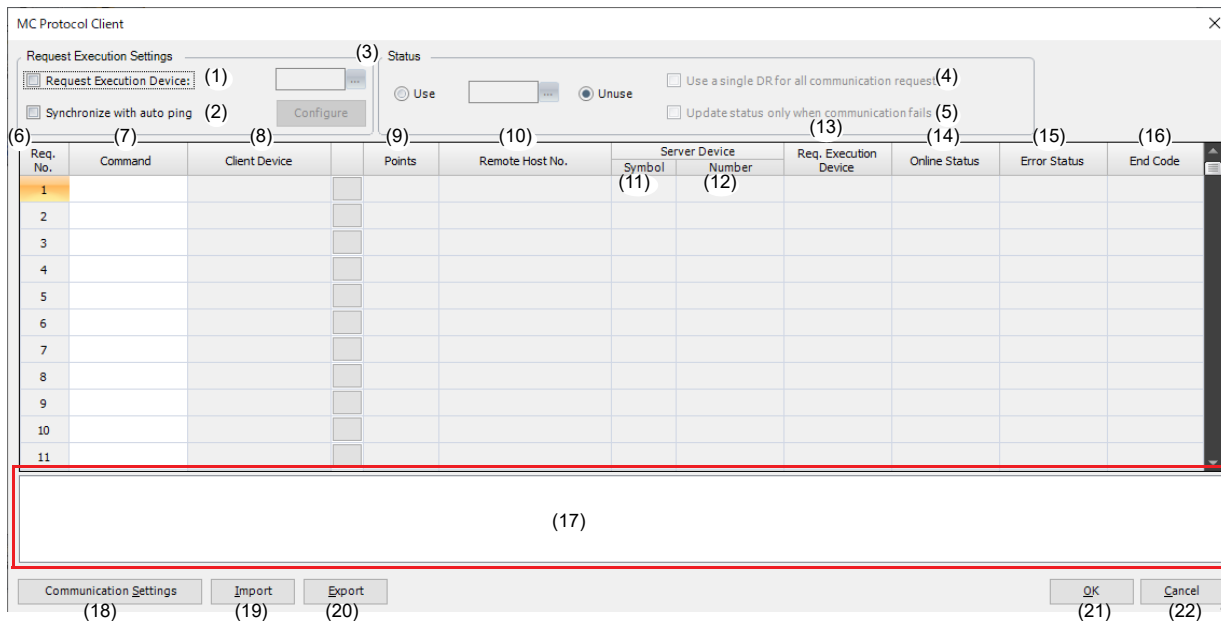 MC Protocol Client
Request Execution Settings (3) Status
Request Execution Device: (1) ... Use ... Unuse Use a single DR for all communication request (4)
Synchronize with auto ping (2) Configure Update status only when communication fails (5)
(6) (7) (8) (9) (10) (13) (14) (15) (16)
Req. No. Command Client Device Points Remote Host No. Server Device Req. Execution Device Online Status Error Status End Code
Symbol Number
(11) (12)
1
2
3
4
5
6
7
8
9
10
11
(17)
Communication Settings Import Export OK Cancel
(18) (19) (20) (21) (22)